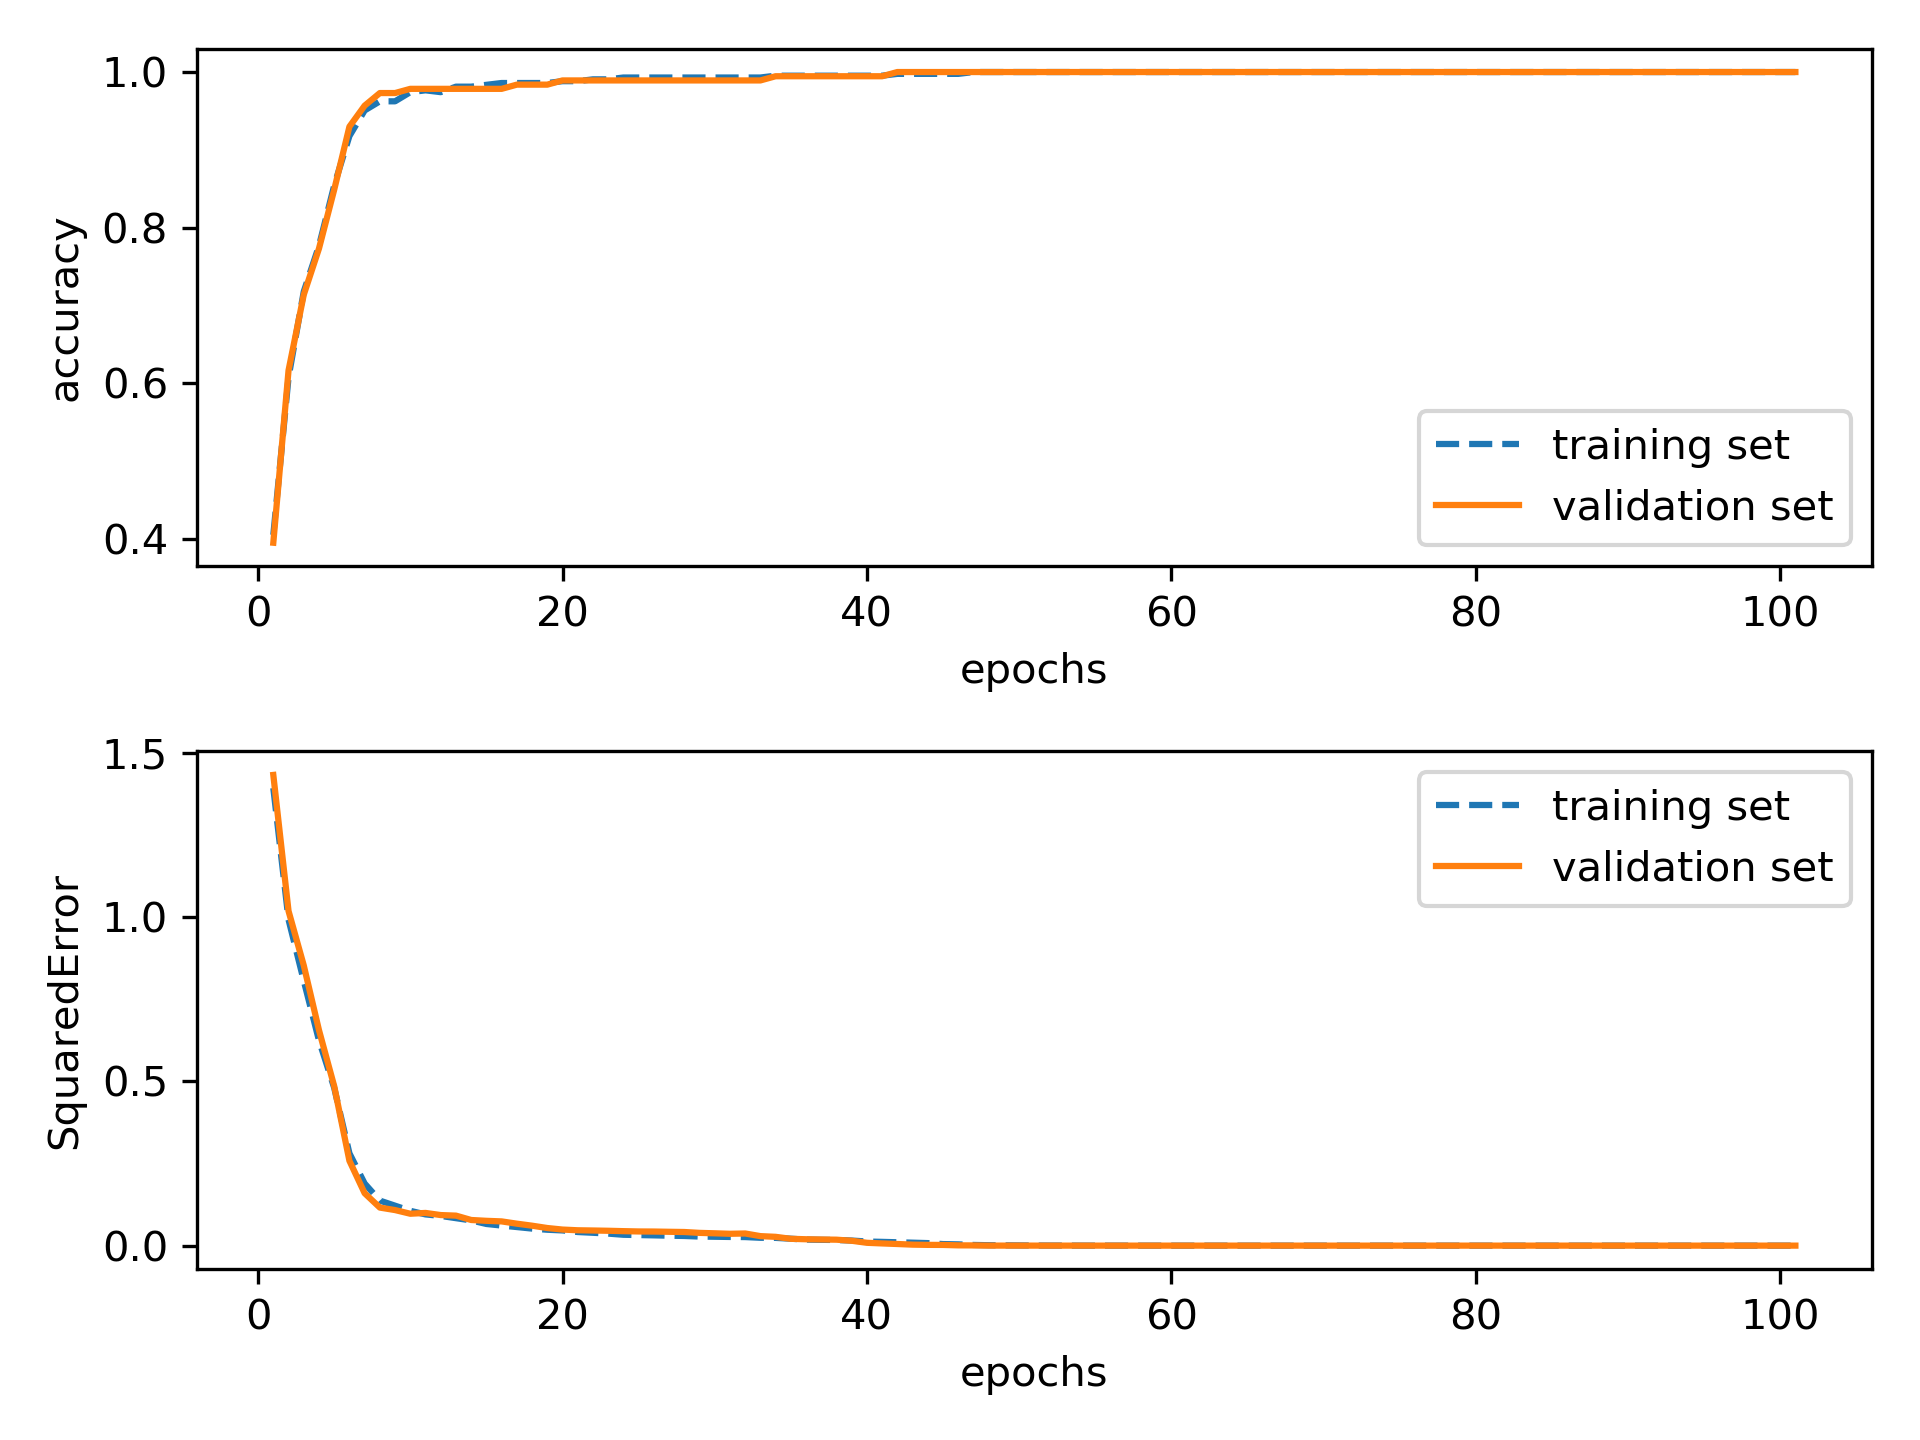 1.0
0.8
0.6
0.4
accuracy
training set
validation set
0 20 40 60 80 100
epochs
1.5
1.0
0.5
0.0
SquaredError
training set
validation set
0 20 40 60 80 100
epochs